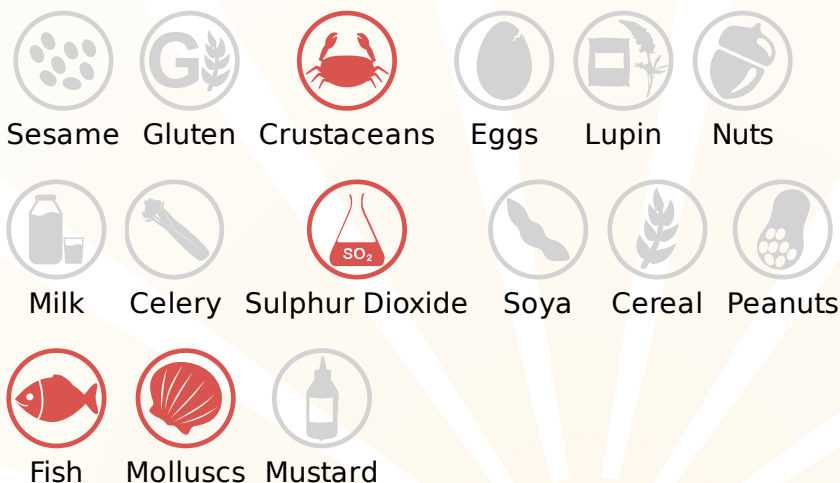 G
Sesame Gluten Crustaceans Eggs Lupin Nuts
SO₂
Milk Celery Sulphur Dioxide Soya Cereal Peanuts
Fish Molluscs Mustard